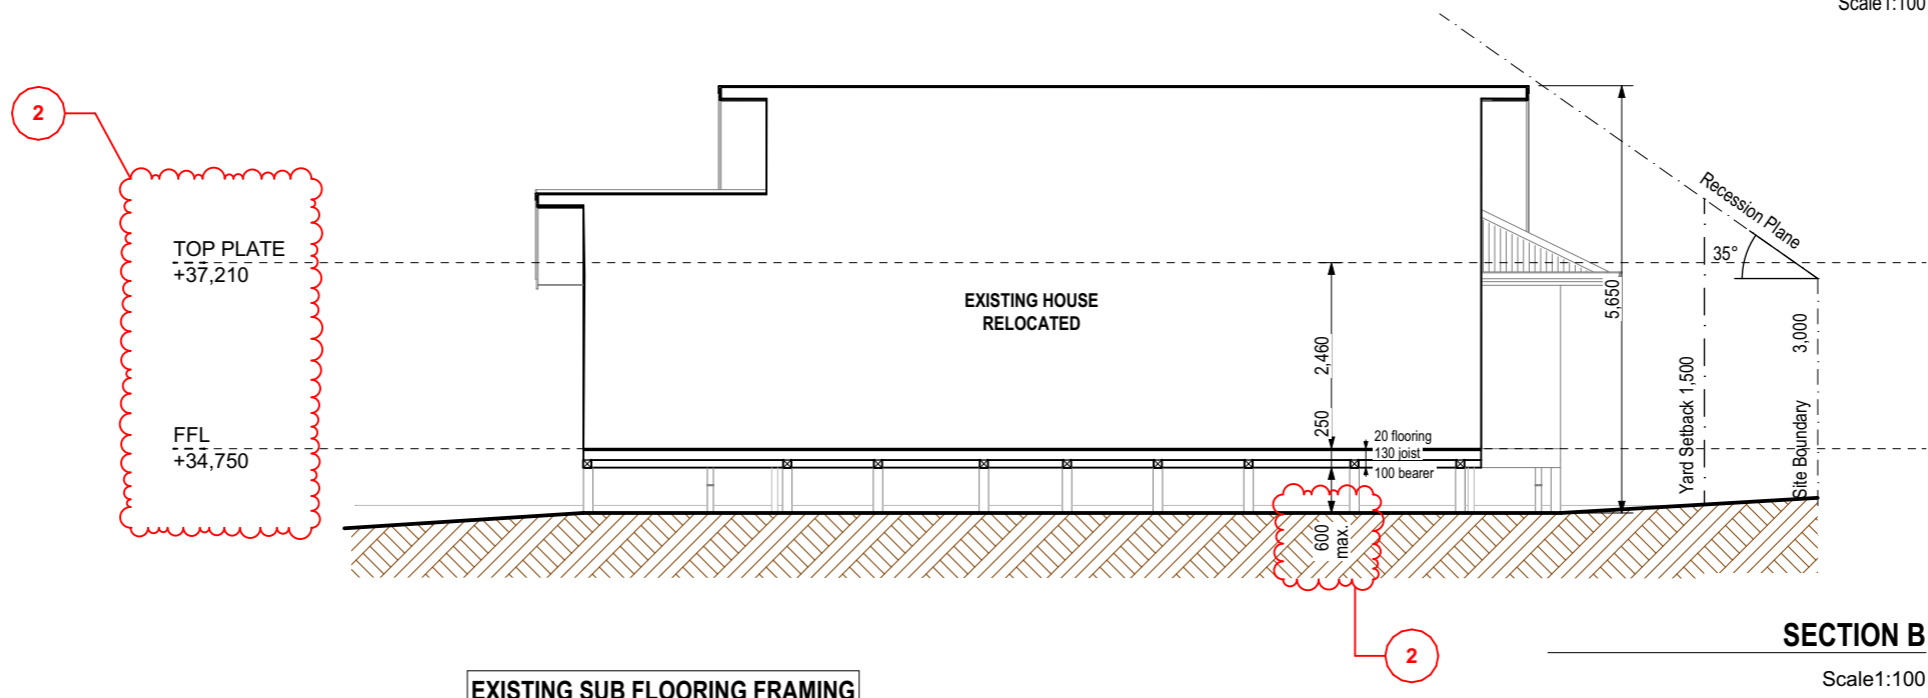 Scale1:100
2
TOP PLATE
+37,210
FFL
+34,750
EXISTING HOUSE
RELOCATED
2,460
250
20 flooring
130 joist
100 bearer
600
max.
5,650
Recession Plane
35°
3,000
Yard Setback 1,500
Site Boundary
2
SECTION B
Scale1:100
EXISTING SUB FLOORING FRAMING